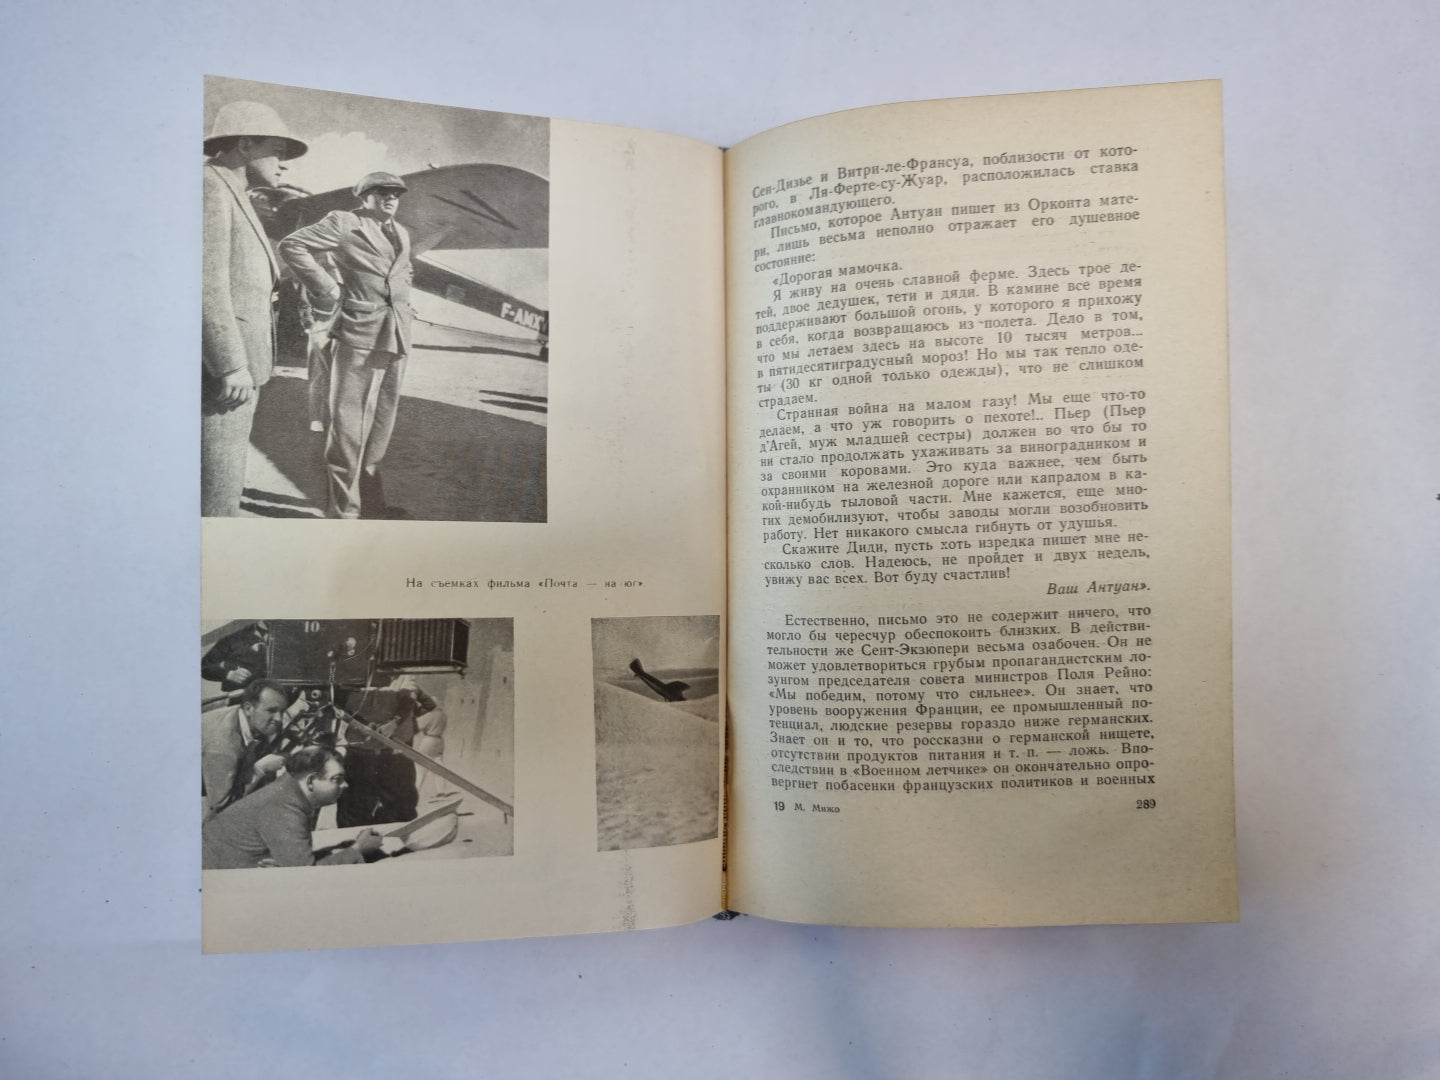 F-AMX
На съемках фильма «Почта — на юг».
10
Сен-Дизье и Витри-ле-Франсуа, поблизости от кото-
рого, в Ля-Ферте-су-Жуар, расположилась ставка
главнокомандующего.
Письмо, которое Антуан пишет из Орконта мате-
ри, лишь весьма неполно отражает его душевное
состояние:
«Дорогая мамочка.
Я живу на очень славной ферме. Здесь трое де-
тей, двое дедушек, тети и дяди. В камине все время
поддерживают большой огонь, у которого я прихожу
в себя, когда возвращаюсь из полета. Дело в том,
что мы летаем здесь на высоте 10 тысяч метров...
в пятидесятиградусный мороз! Но мы так тепло оде-
ты (30 кг одной только одежды), что не слишком
страдаем.
Странная война на малом газу! Мы еще что-то
делаем, а что уж говорить о пехоте!.. Пьер (Пьер
д'Агей, муж младшей сестры) должен во что бы то
ни стало продолжать ухаживать за виноградником и
за своими коровами. Это куда важнее, чем быть
охранником на железной дороге или капралом в ка-
кой-нибудь тыловой части. Мне кажется, еще мно-
гих демобилизуют, чтобы заводы могли возобновить
работу. Нет никакого смысла гибнуть от удушья.
Скажите Диди, пусть хоть изредка пишет мне не-
сколько слов. Надеюсь, не пройдет и двух недель,
увижу вас всех. Вот буду счастлив!
Ваш Антуан».
Естественно, письмо это не содержит ничего, что
могло бы чересчур обеспокоить близких. В действи-
тельности же Сент-Экзюпери весьма озабочен. Он не
может удовлетвориться грубым пропагандистским ло-
зунгом председателя совета министров Поля Рейно:
«Мы победим, потому что сильнее». Он знает, что
уровень вооружения Франции, ее промышленный по-
тенциал, людские резервы гораздо ниже германских.
Знает он и то, что россказни о германской нищете,
отсутствии продуктов питания и т. п. — ложь. Впо-
следствии в «Военном летчике» он окончательно опро-
вергнет побасенки французских политиков и военных
19 М. Мижо
289